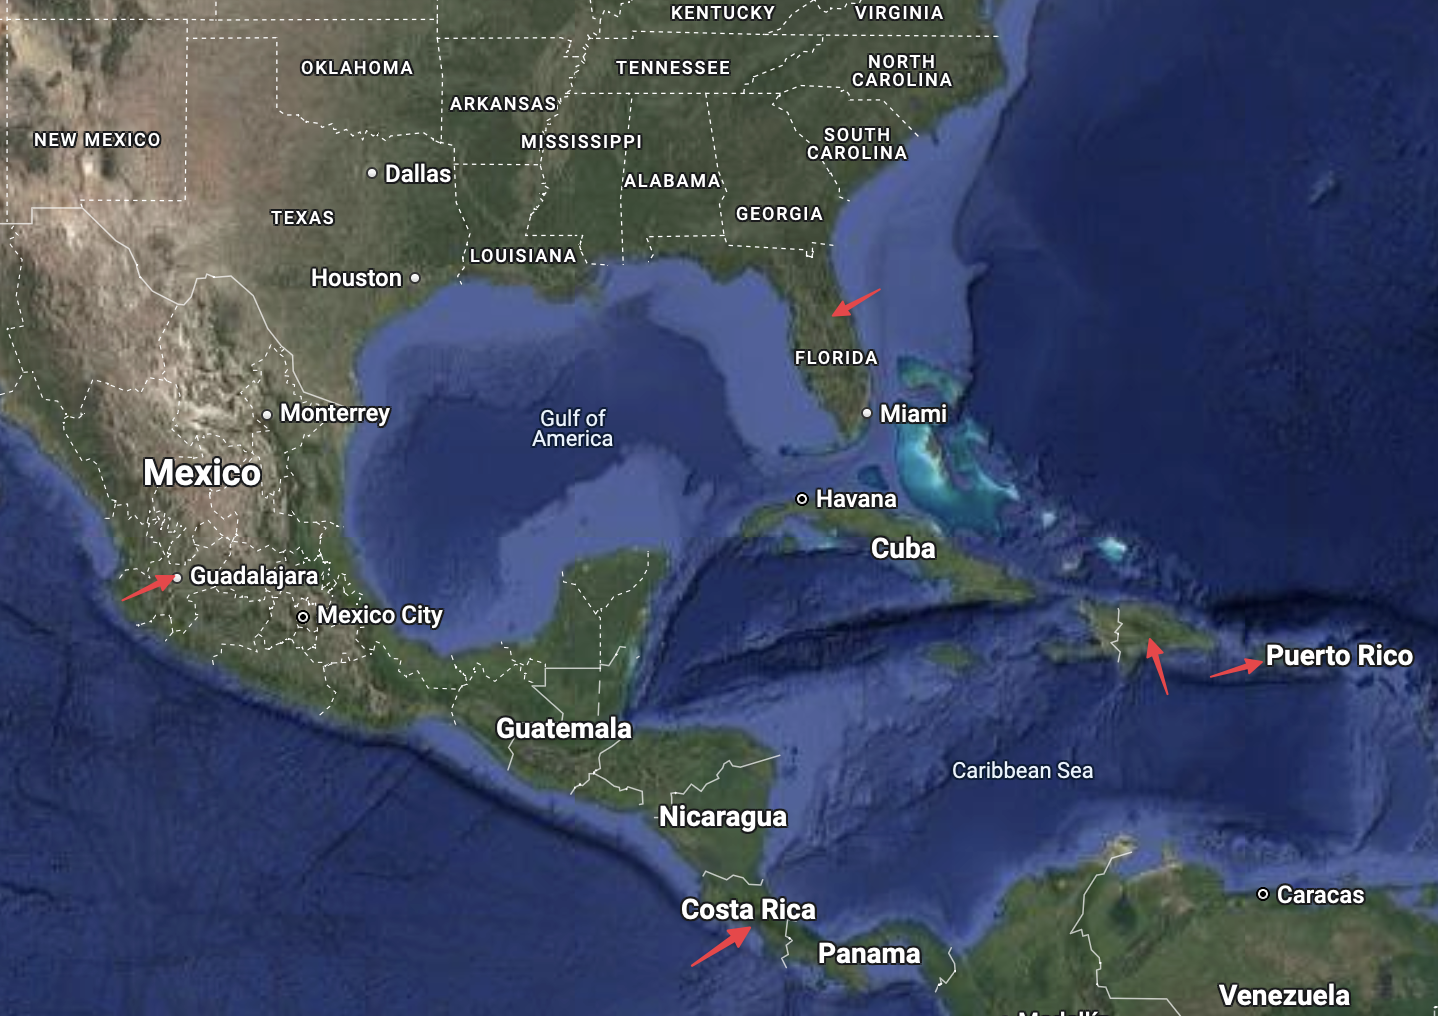 KENTUCKY
VIRGINIA
OKLAHOMA
TENNESSEE
NORTH
CAROLINA
ARKANSAS
NEW MEXICO
MISSISSIPPI
SOUTH
CAROLINA
Dallas
ALABAMA
TEXAS
GEORGIA
LOUISIANA
Houston
FLORIDA
Monterrey
Gulf of
America
Miami
Mexico
Havana
Cuba
Guadalajara
Mexico City
Puerto Rico
Guatemala
Caribbean Sea
Nicaragua
Caracas
Costa Rica
Panama
Venezuela